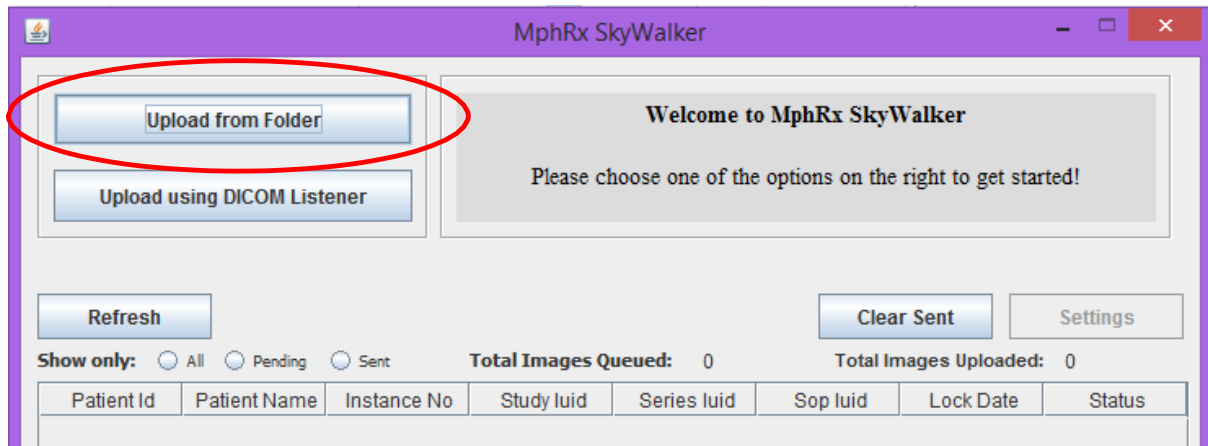 MphRx SkyWalker
Upload from Folder
Upload using DICOM Listener
Welcome to MphRx SkyWalker
Please choose one of the options on the right to get started!
Refresh
Clear Sent
Settings
Show only: All Pending Sent Total Images Queued: 0 Total Images Uploaded: 0
Patient Id Patient Name Instance No Study Iuid Series Iuid Sop Iuid Lock Date Status